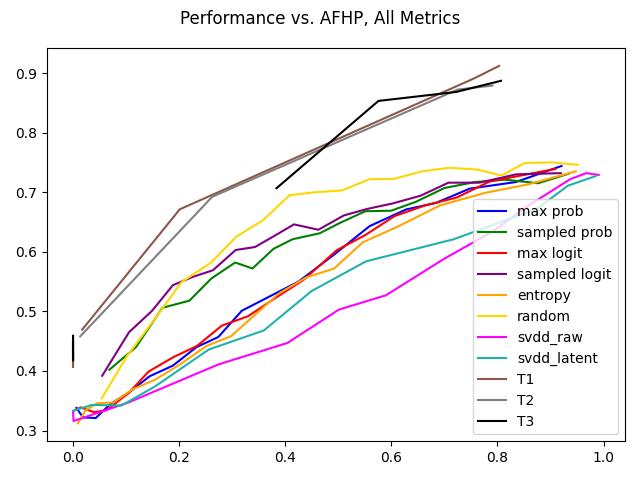 Performance vs. AFHP, All Metrics
0.9
0.8
0.7
0.6
0.5
0.4
0.3
0.0
0.2
0.4
0.6
0.8
1.0
max prob
sampled prob
max logit
sampled logit
entropy
random
svdd_raw
svdd_latent
T1
T2
T3